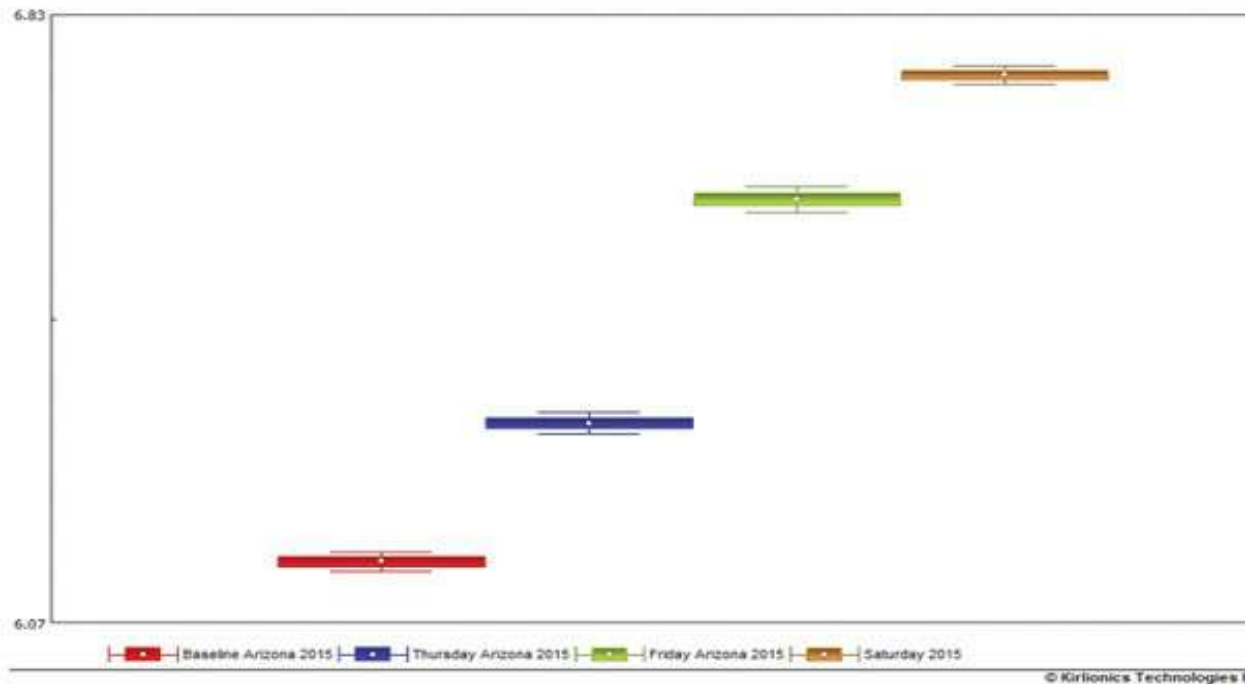 6.83
6.07
Baseline Arizona 2015 Thursday Arizona 2015 Friday Arizona 2015 Saturday 2015
© Kirlionics Technologies